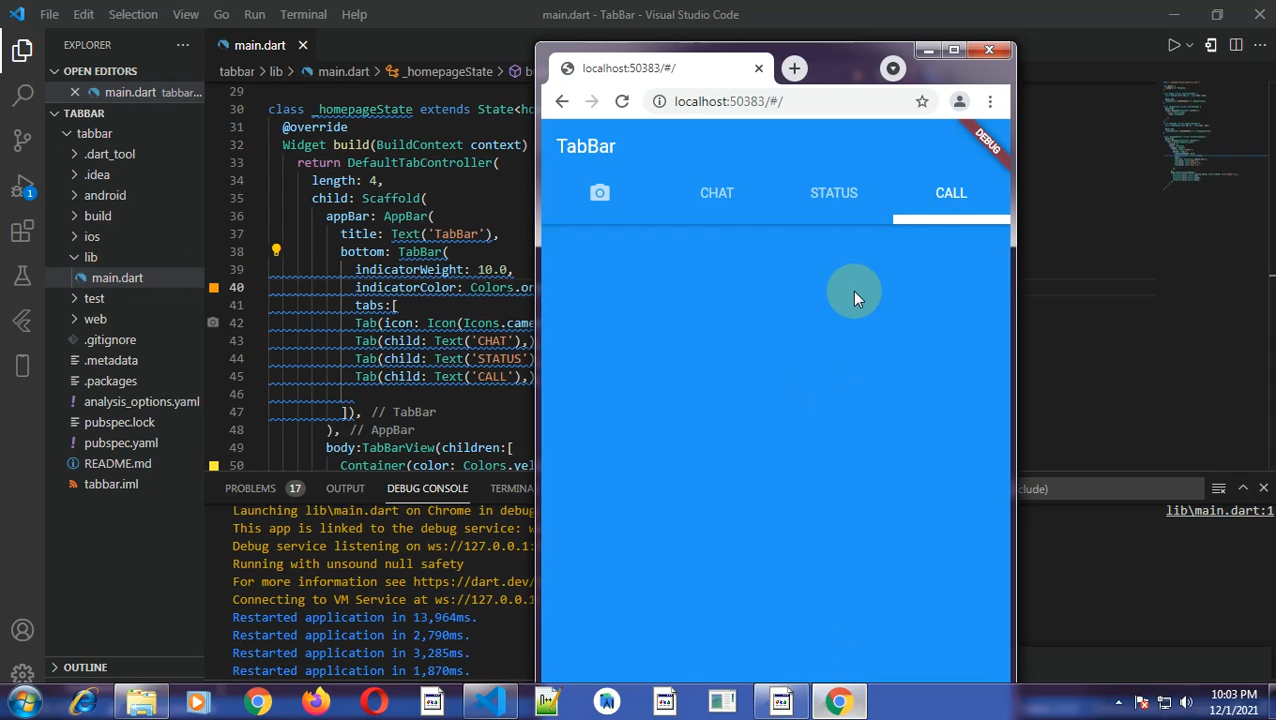 File Edit Selection View Go Run Terminal Help
main.dart - TabBar - Visual Studio Code
EXPLORER
OPEN EDITORS
main.dart tabbar...
TABBAR
tabbar
.dart_tool
.idea
android
build
ios
lib
main.dart
test
web
.gitignore
.metadata
.packages
analysis_options.yaml
pubspec.lock
pubspec.yaml
README.md
tabbar.iml
OUTLINE
1
main.dart
tabbar > lib > main.dart > _homepageState >
29
30 class _homepageState extends State<
31 @override
32 Widget build(BuildContext context)
33 return DefaultTabController(
34 length: 4,
35 child: Scaffold(
36 appBar: AppBar(
37 title: Text('TabBar'),
38 bottom: TabBar(
39 indicatorWeight: 10.0,
40 indicatorColor: Colors.
41 tabs:[
42 Tab(icon: Icon(Icons.
43 Tab(child: Text('CHAT'),)
44 Tab(child: Text('STATUS')
45 Tab(child: Text('CALL'),)
46
47 ]), // TabBar
48 ), // AppBar
49 body:TabBarView(children:[
50 Container(color: Colors.
PROBLEMS 17 OUTPUT DEBUG CONSOLE
Launching lib\main.dart on Chrome in debug
This app is linked to the debug service:
Debug service listening on ws://127.0.0.1:
Running with unsound null safety
For more information see https://dart.dev/
Connecting to VM Service at ws://127.0.0.1
Restarted application in 13,964ms.
Restarted application in 2,790ms.
Restarted application in 3,285ms.
Restarted application in 1,870ms.
lib\main.dart:1
localhost:50383/#/
localhost:50383/#/
TabBar
DEBUG
CHAT STATUS CALL
10:03 PM
12/1/2021